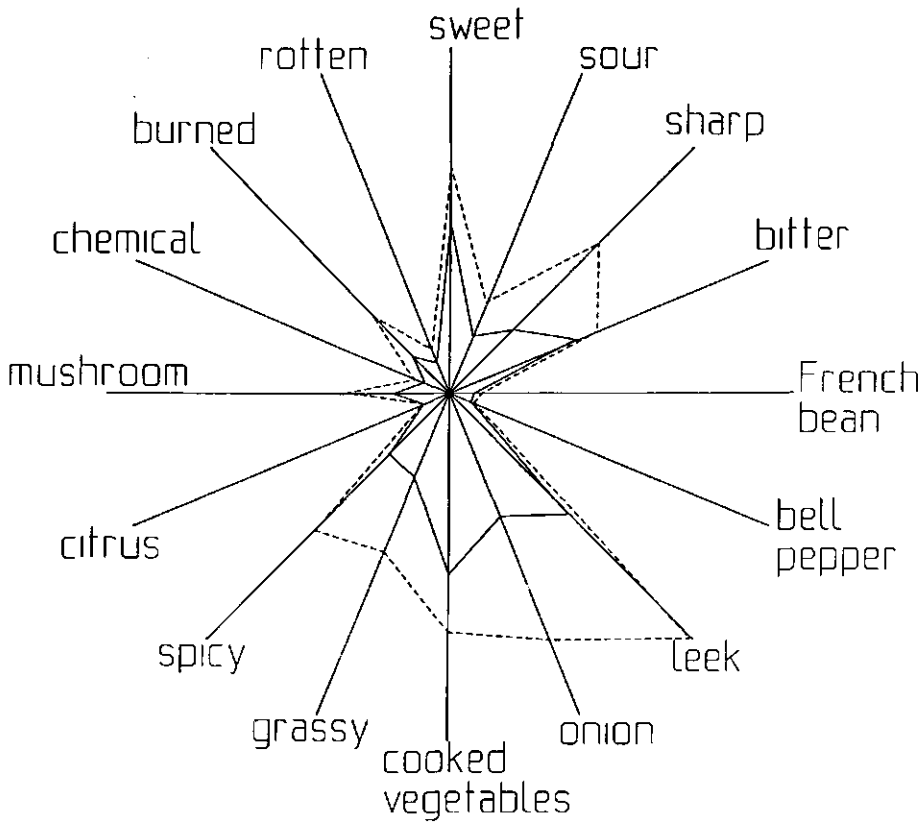 sweet
rotten
sour
burned
sharp
chemical
bitter
mushroom
French
bean
citrus
bell
pepper
spicy
leek
grassy
onion
cooked
vegetables